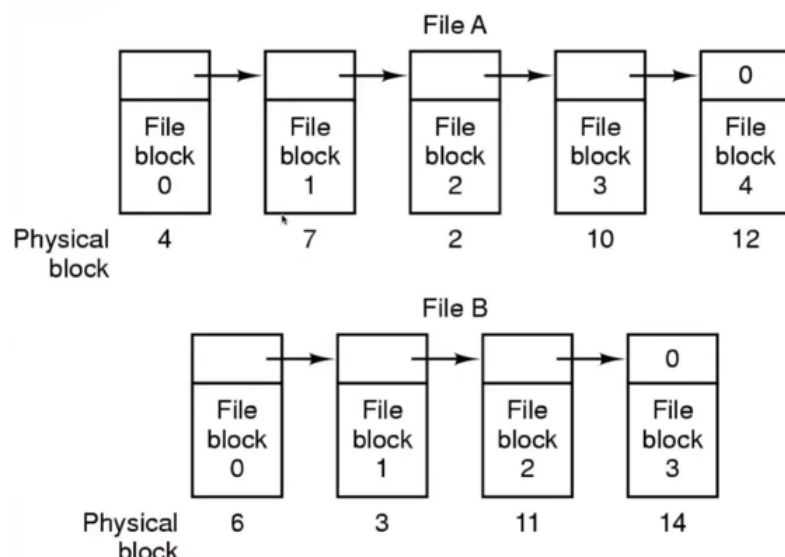 File A
0
File block 0
File block 1
File block 2
File block 3
File block 4
Physical block
4
7
2
10
12
File B
0
File block 0
File block 1
File block 2
File block 3
Physical block
6
3
11
14